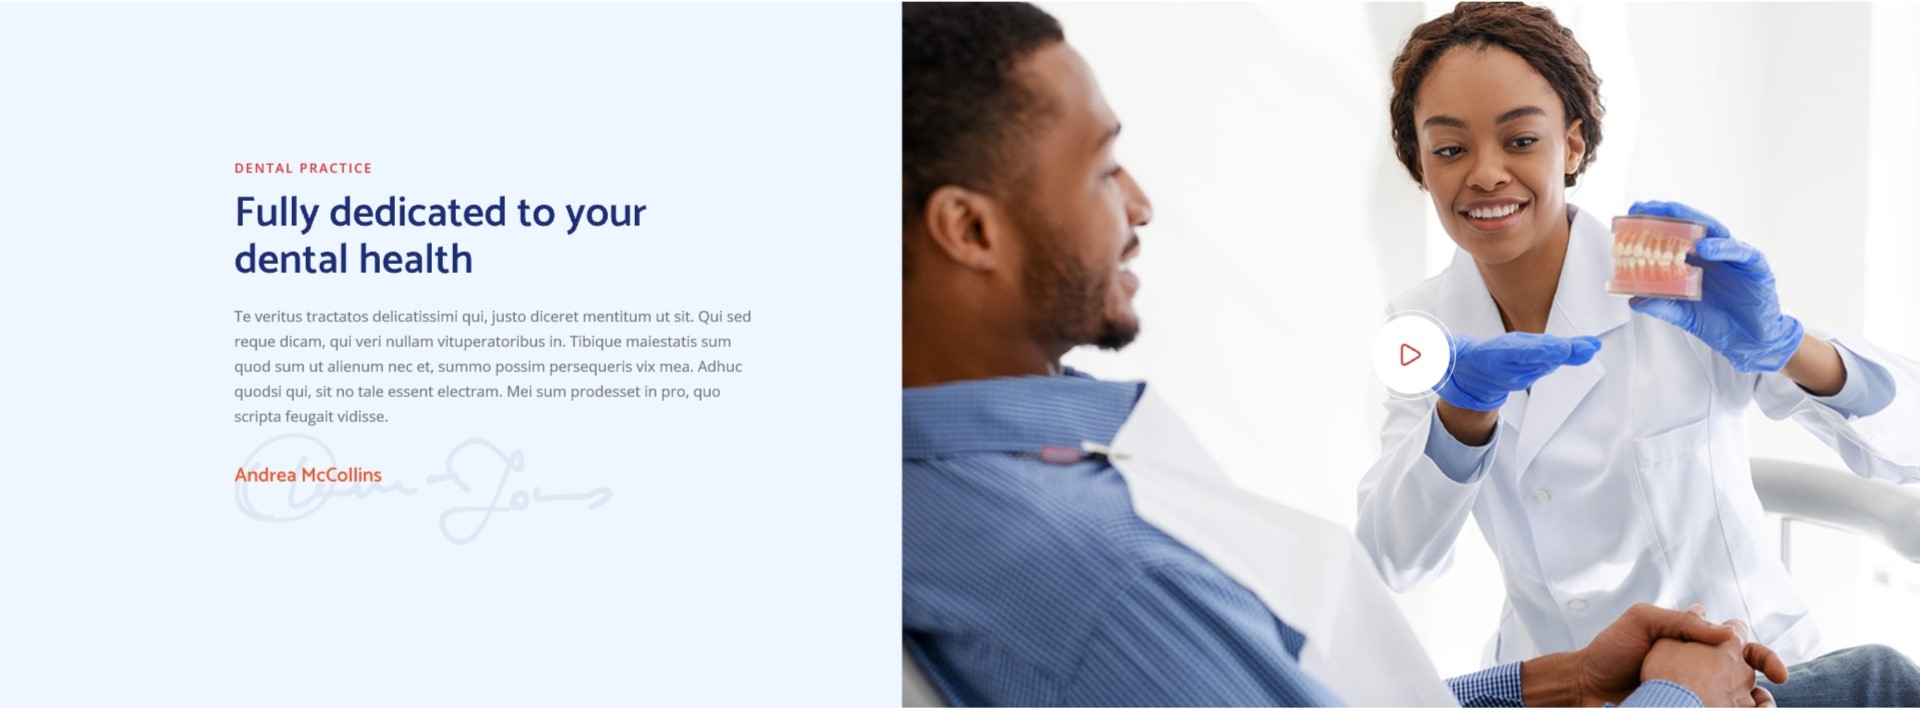 DENTAL PRACTICE
Fully dedicated to your
dental health
Te veritus tractatos delicatissimi qui, justo diceret mentitum ut sit. Qui sed
reque dicam, qui veri nullam vituperatoribus in. Tibique maiestatis sum
quod sum ut alienum nec et, summo possim persequeris vix mea. Adhuc
quodsi qui, sit no tale essent electram. Mei sum prodesset in pro, quo
scripta feugait vidisse.
Andrea McCollins